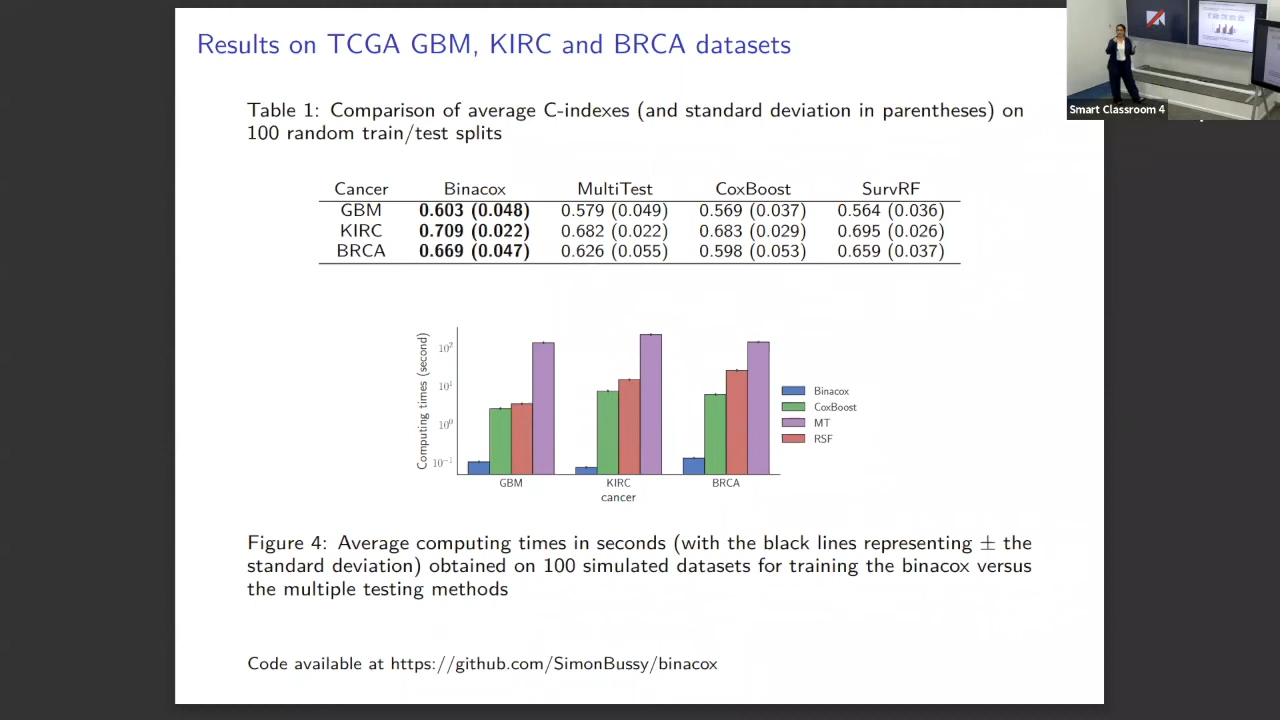 Results on TCGA GBM, KIRC and BRCA datasets
Smart Classroom 4
Table 1: Comparison of average C-indexes (and standard deviation in parentheses) on
100 random train/test splits
Cancer Binacox MultiTest CoxBoost SurvRF
GBM 0.603 (0.048) 0.579 (0.049) 0.569 (0.037) 0.564 (0.036)
KIRC 0.709 (0.022) 0.682 (0.022) 0.683 (0.029) 0.695 (0.026)
BRCA 0.669 (0.047) 0.626 (0.055) 0.598 (0.053) 0.659 (0.037)
Computing times (second)
10²
10¹
10⁰
10⁻¹
GBM KIRC BRCA
cancer
Binacox
CoxBoost
MT
RSF
Figure 4: Average computing times in seconds (with the black lines representing ± the
standard deviation) obtained on 100 simulated datasets for training the binacox versus
the multiple testing methods
Code available at https://github.com/SimonBussy/binacox